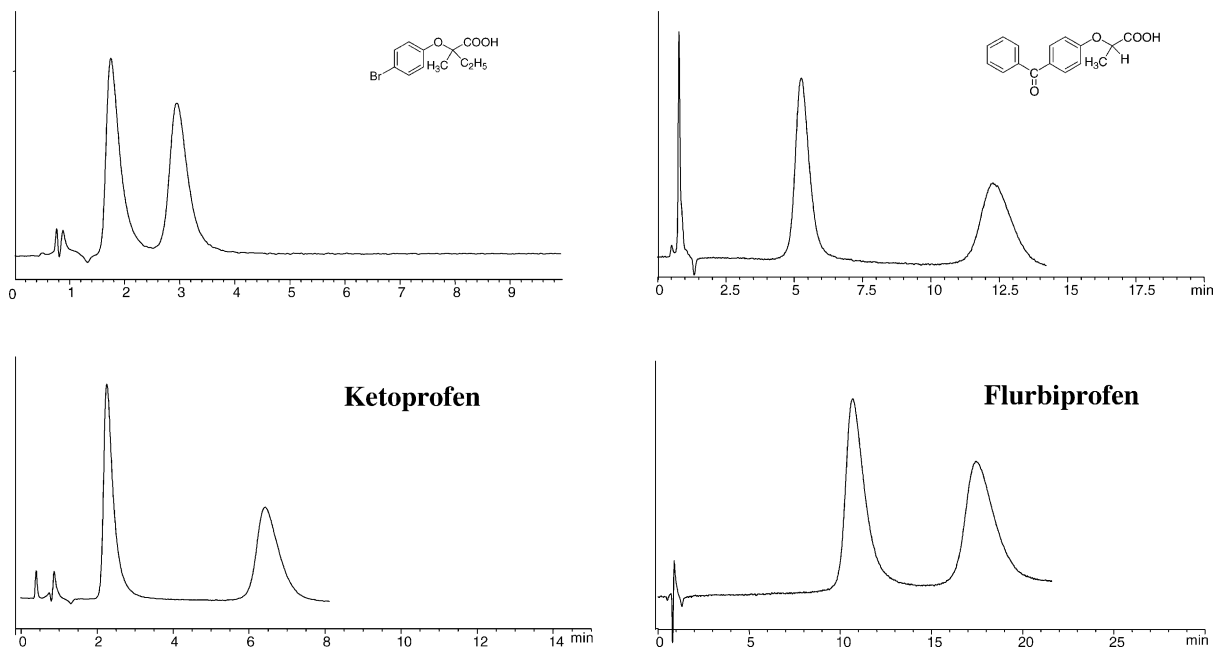 O COOH
H3C C2H5
Br
0 1 2 3 4 5 6 7 8 9
O COOH
H3C H
C
O
0 2.5 5 7.5 10 12.5 15 17.5 min
Ketoprofen
0 2 4 6 8 10 12 14 min
Flurbiprofen
0 5 10 15 20 25 min